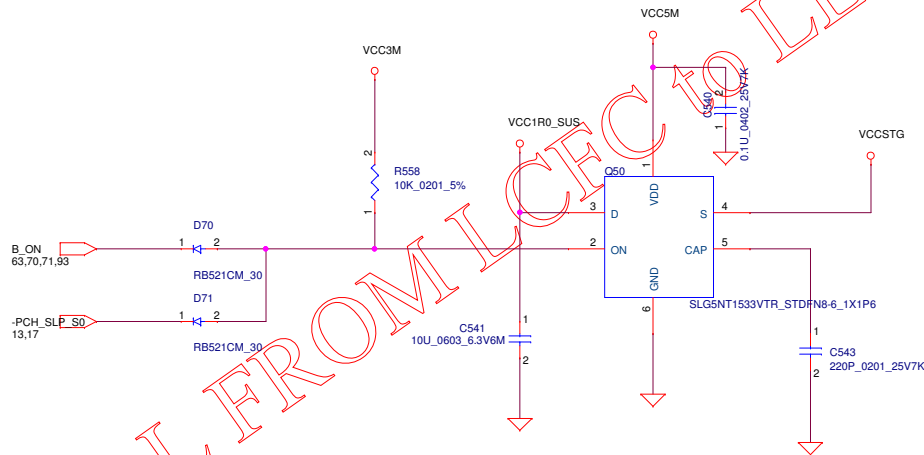 VCC5M
VCC3M
C540
0.1U_0402_25V7K
2
1
VCC1R0_SUS
VCCSTG
2
R558
10K_0201_5%
1
Q50
1
VDD
3
D
S
4
D70
B_ON
63,70,71,93
1
2
2
ON
CAP
5
RB521CM_30
GND
D71
6
SLG5NT1533VTR_STDFN8-6_1X1P6
-PCH_SLP_S0
13,17
1
2
RB521CM_30
C541
10U_0603_6.3V6M
1
2
1
C543
220P_0201_25V7K
2
L FROM LCFC to LE